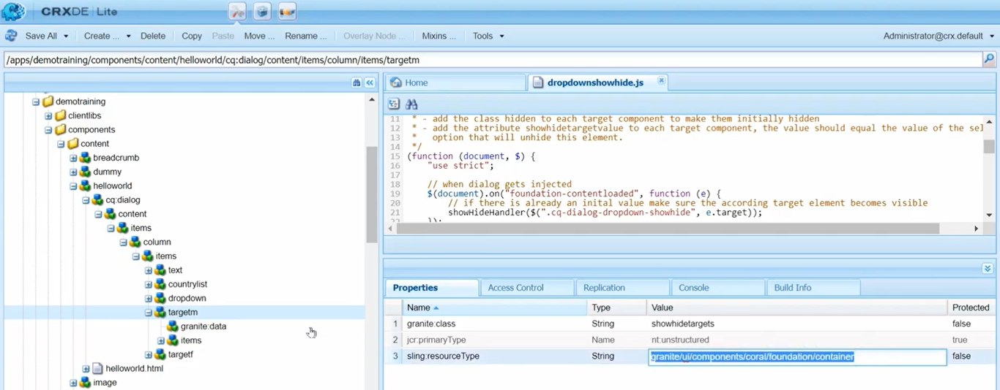 CRXDE | Lite
Save All Create ... Delete Copy Paste Move ... Rename ... Overlay Node ... Mixins ... Tools Administrator@crx.default
/apps/demotraining/components/content/helloworld/cq:dialog/content/items/column/items/targetm
Home dropdownshowhide.js
demotraining
clientlibs
components
content
breadcrumb
dummy
helloworld
cq:dialog
content
items
column
items
text
countrylist
dropdown
targetm
granite:data
items
targetf
helloworld.html
image
11 * - add the class hidden to each target component to make them initially hidden
12 * - add the attribute showhidetargetvalue to each target component, the value should equal the value of the sel
13 * option that will unhide this element.
14 */
15 (function (document, $) {
16 "use strict";
17
18 // when dialog gets injected
19 $(document).on("foundation-contentloaded", function (e) {
20 // if there is already an inital value make sure the according target element becomes visible
21 showHideHandler($(".cq-dialog-dropdown-showhide", e.target));
22 });
Properties Access Control Replication Console Build Info
Name Type Value Protected
1 granite:class String showhidetargets false
2 jcr:primaryType Name nt:unstructured true
3 sling:resourceType String granite/ui/components/coral/foundation/container false